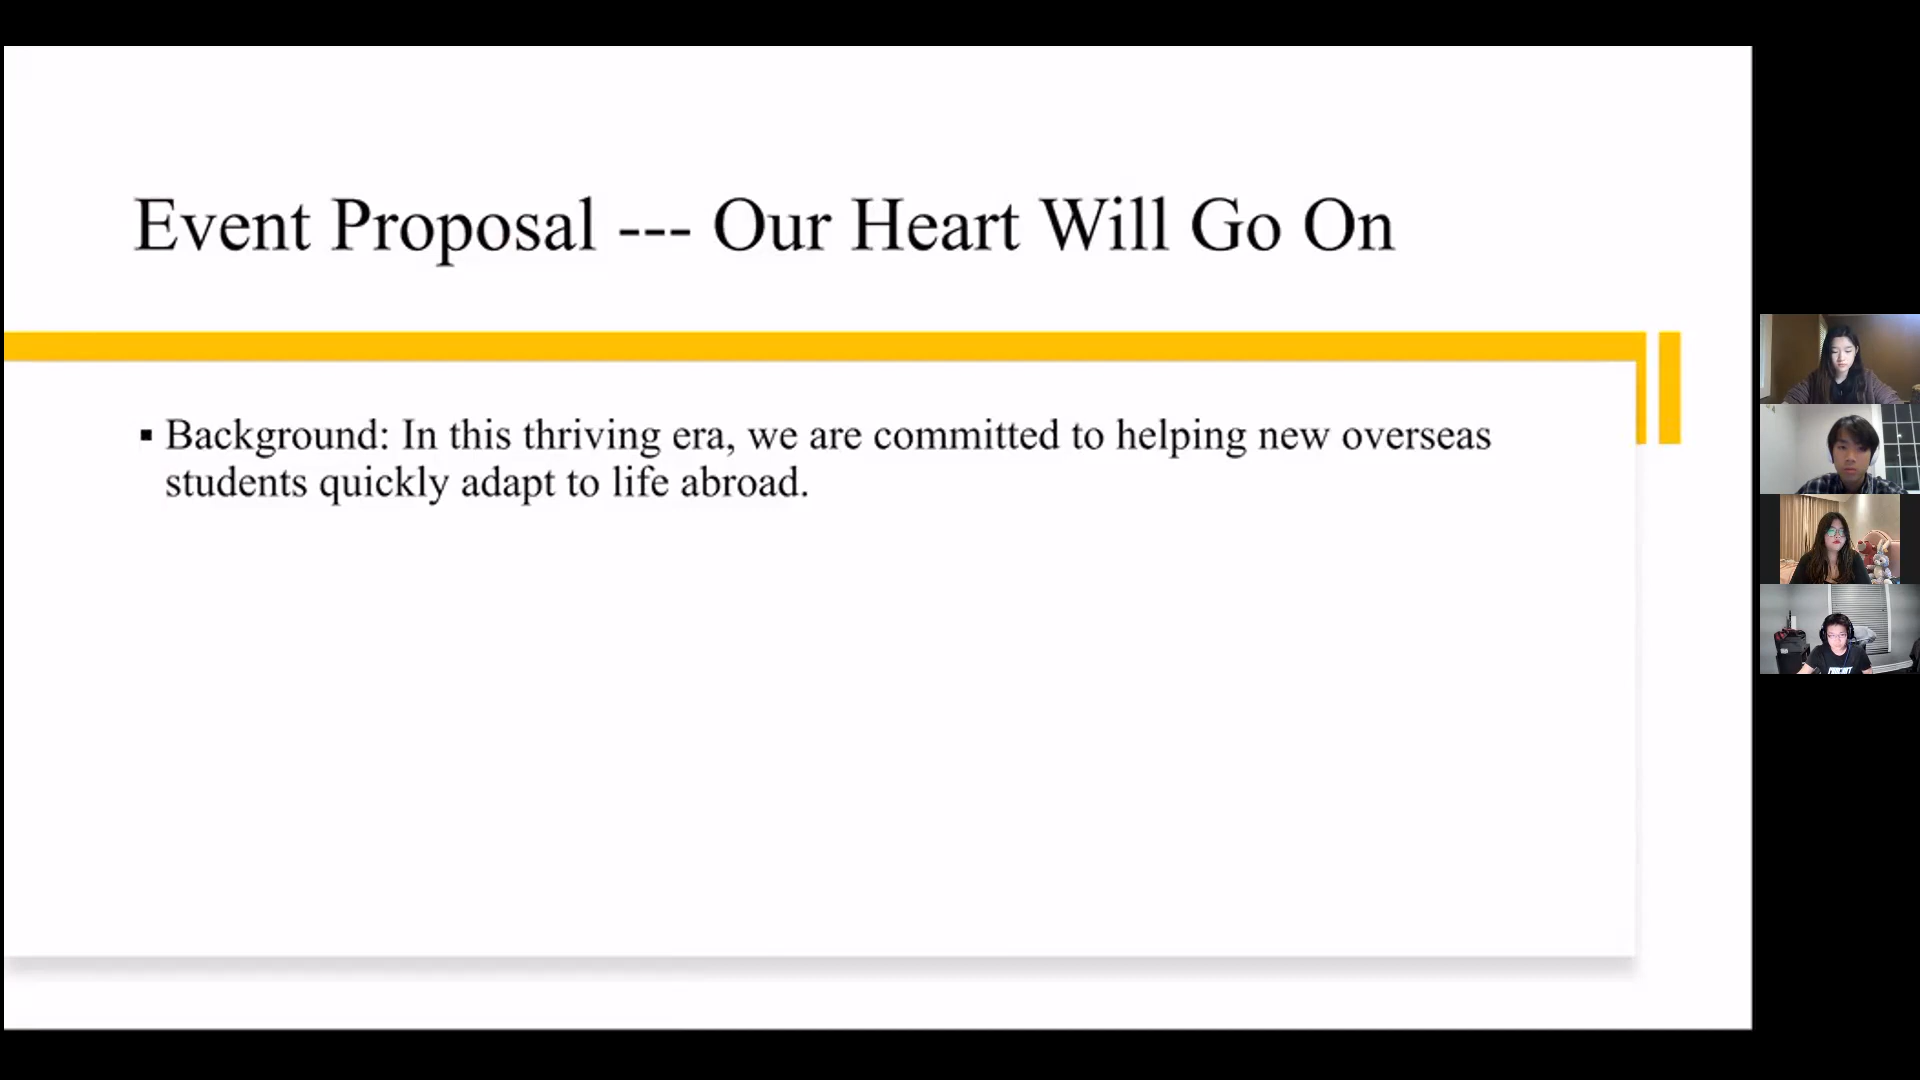 Event Proposal --- Our Heart Will Go On
▪ Background: In this thriving era, we are committed to helping new overseas
students quickly adapt to life abroad.